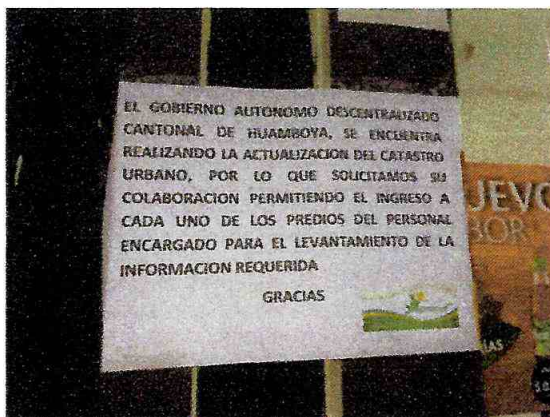 EL GOBIERNO AUTONOMO DESCENTRALIZADO
CANTONAL DE HUAMBOYA, SE ENCUENTRA
REALIZANDO LA ACTUALIZACION DEL CATASTRO
URBANO, POR LO QUE SOLICITAMOS SU
COLABORACION PERMITIENDO EL INGRESO A
CADA UNO DE LOS PREDIOS DEL PERSONAL
ENCARGADO PARA EL LEVANTAMIENTO DE LA
INFORMACION REQUERIDA
GRACIAS
UEVO
BOR